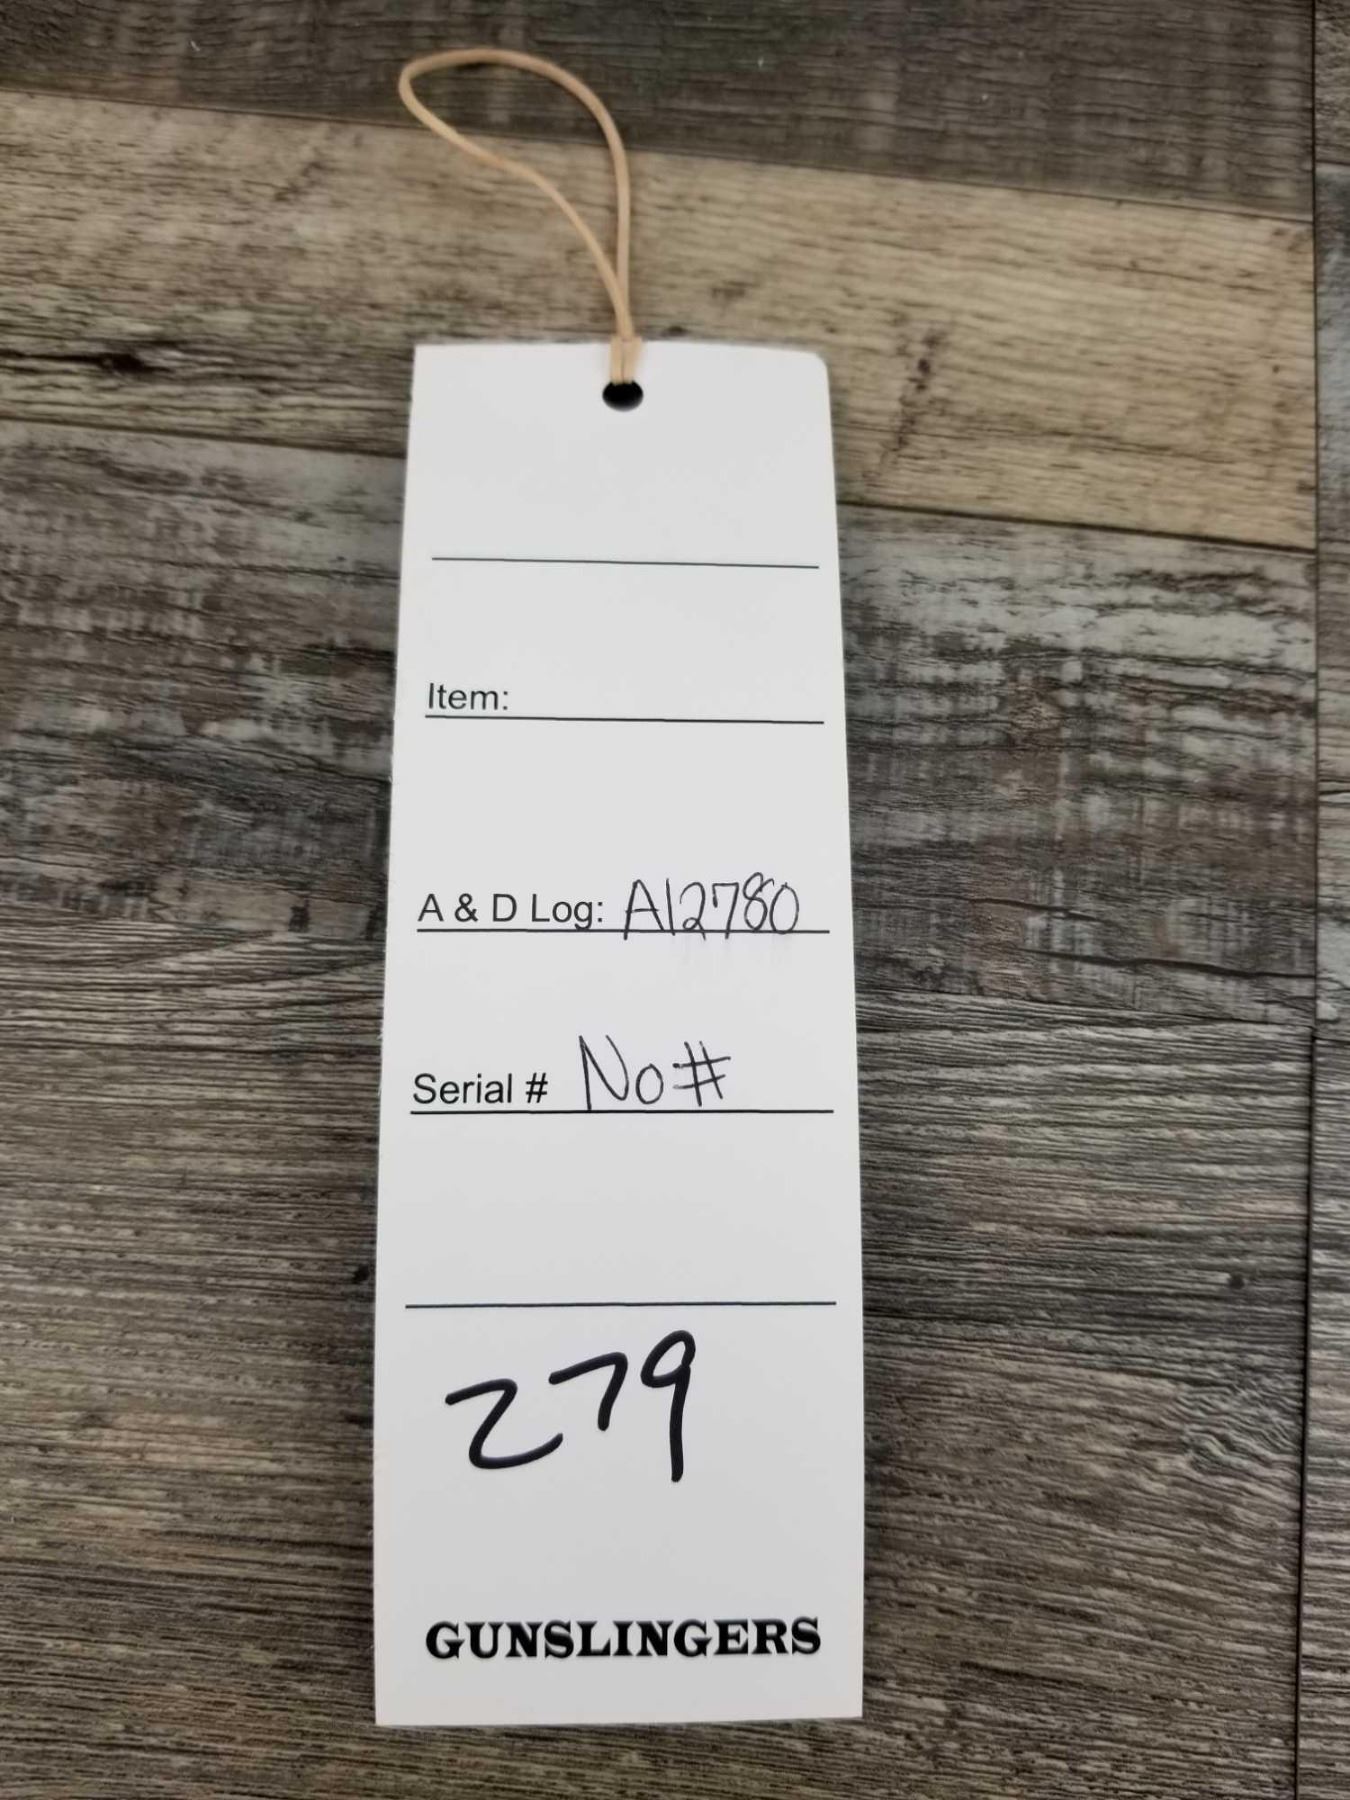 Item:
A & D Log: A12780
Serial # No#
279
GUNSLINGERS